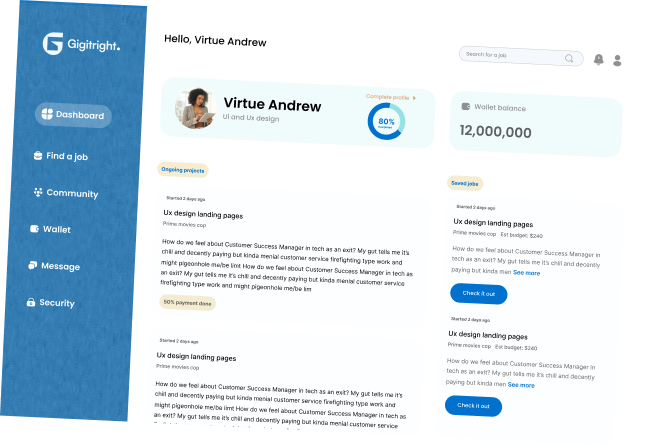 Gigitright.
Dashboard
Find a job
Community
Wallet
Message
Security
Hello, Virtue Andrew
Search for a job
Virtue Andrew
UI and Ux design
Complete profile
80%
Wallet balance
12,000,000
Ongoing projects
Started 2 days ago
Ux design landing pages
Prime movies cop
How do we feel about Customer Success Manager in tech as an exit? My gut tells me it's
chill and decently paying but kinda menial customer service firefighting type work and
might pigeonhole me/be limt How do we feel about Customer Success Manager in tech as
an exit? My gut tells me it's chill and decently paying but kinda menial customer service
firefighting type work and might pigeonhole me/be lim
50% payment done
Started 2 days ago
Ux design landing pages
Prime movies cop
How do we feel about Customer Success Manager in tech as an exit? My gut tells me it's
chill and decently paying but kinda menial customer service firefighting type work and
might pigeonhole me/be limt How do we feel about Customer Success Manager in tech as
an exit? My gut tells me it's chill and decently paying but kinda menial customer service
Saved jobs
Started 2 days ago
Ux design landing pages
Prime movies cop Est budget: $240
How do we feel about Customer Success Manager in
tech as an exit? My gut tells me it's chill and decently
paying but kinda men See more
Check it out
Started 2 days ago
Ux design landing pages
Prime movies cop Est budget: $240
How do we feel about Customer Success Manager in
tech as an exit? My gut tells me it's chill and decently
paying but kinda men See more
Check it out